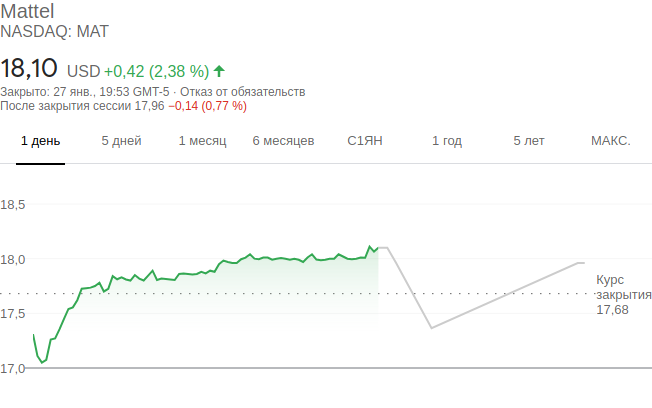 Mattel
NASDAQ: MAT
18,10 USD +0,42 (2,38 %)
Закрыто: 27 янв., 19:53 GMT-5 · Отказ от обязательств
После закрытия сессии 17,96 −0,14 (0,77 %)
1 день 5 дней 1 месяц 6 месяцев С1ЯН 1 год 5 лет МАКС.
18,5
18,0
Курс
закрытия
17,68
17,5
17,0